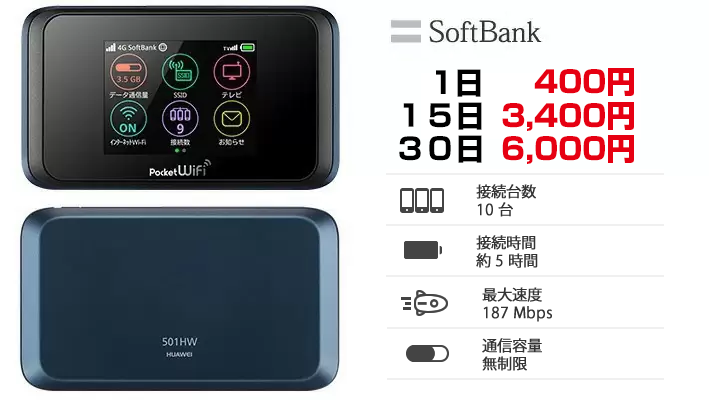 4G SoftBank
TV
3.5 GB
SSID
データ通信量
SSID
テレビ
ON
9
インターネットWi-Fi
接続数
お知らせ
Pocket WiFi
501HW
HUAWEI
SoftBank
1日 400円
15日 3,400円
30日 6,000円
接続台数
10 台
接続時間
約 5 時間
最大速度
187 Mbps
通信容量
無制限